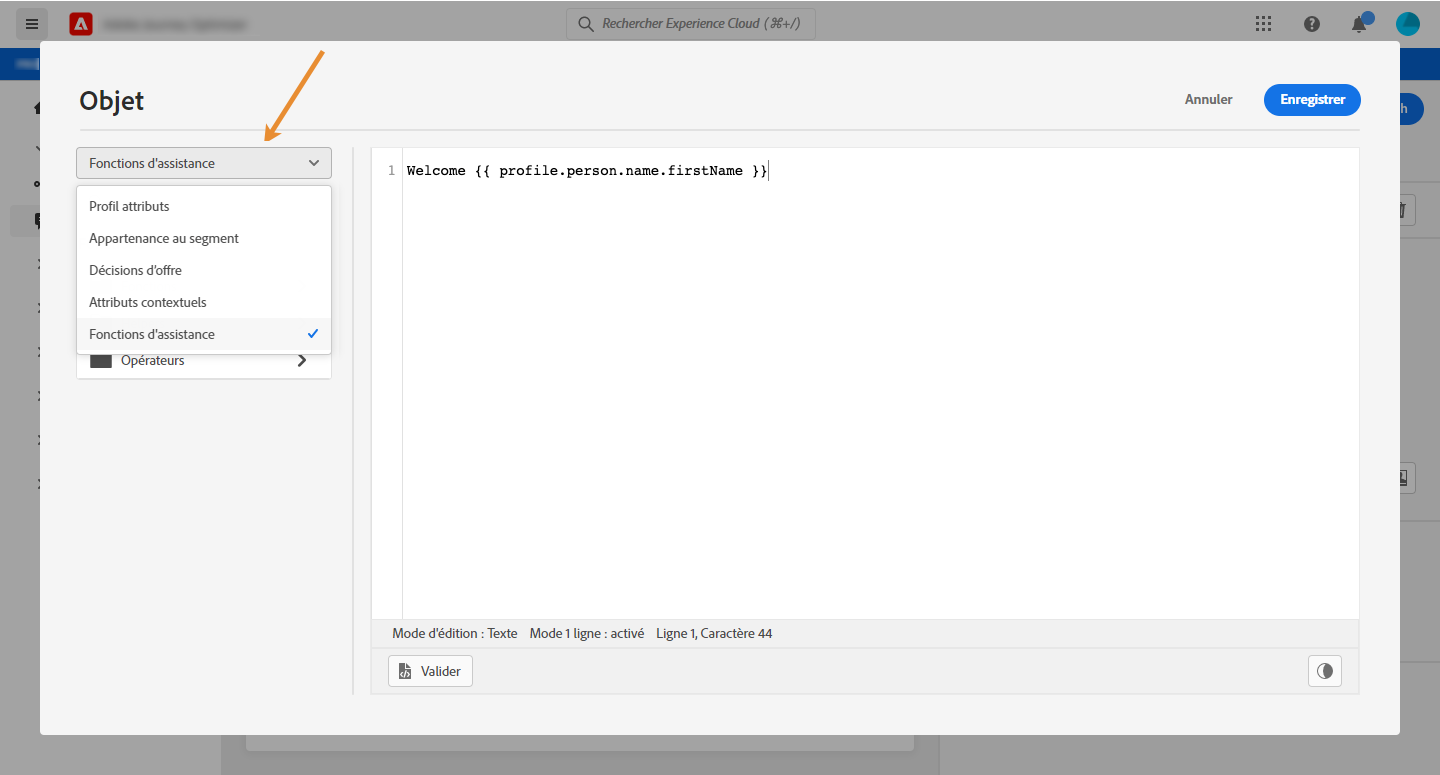 Rechercher Experience Cloud (⌘+/)
Objet
Annuler
Enregistrer
Fonctions d'assistance
Profil attributs
Appartenance au segment
Décisions d'offre
Attributs contextuels
Fonctions d'assistance
Opérateurs
1 Welcome {{ profile.person.name.firstName }}
Mode d'édition : Texte Mode 1 ligne : activé Ligne 1, Caractère 44
Valider